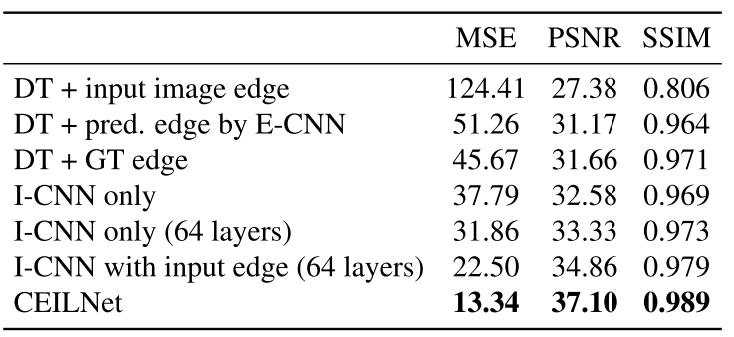 MSE PSNR SSIM
DT + input image edge 124.41 27.38 0.806
DT + pred. edge by E-CNN 51.26 31.17 0.964
DT + GT edge 45.67 31.66 0.971
I-CNN only 37.79 32.58 0.969
I-CNN only (64 layers) 31.86 33.33 0.973
I-CNN with input edge (64 layers) 22.50 34.86 0.979
CEILNet 13.34 37.10 0.989